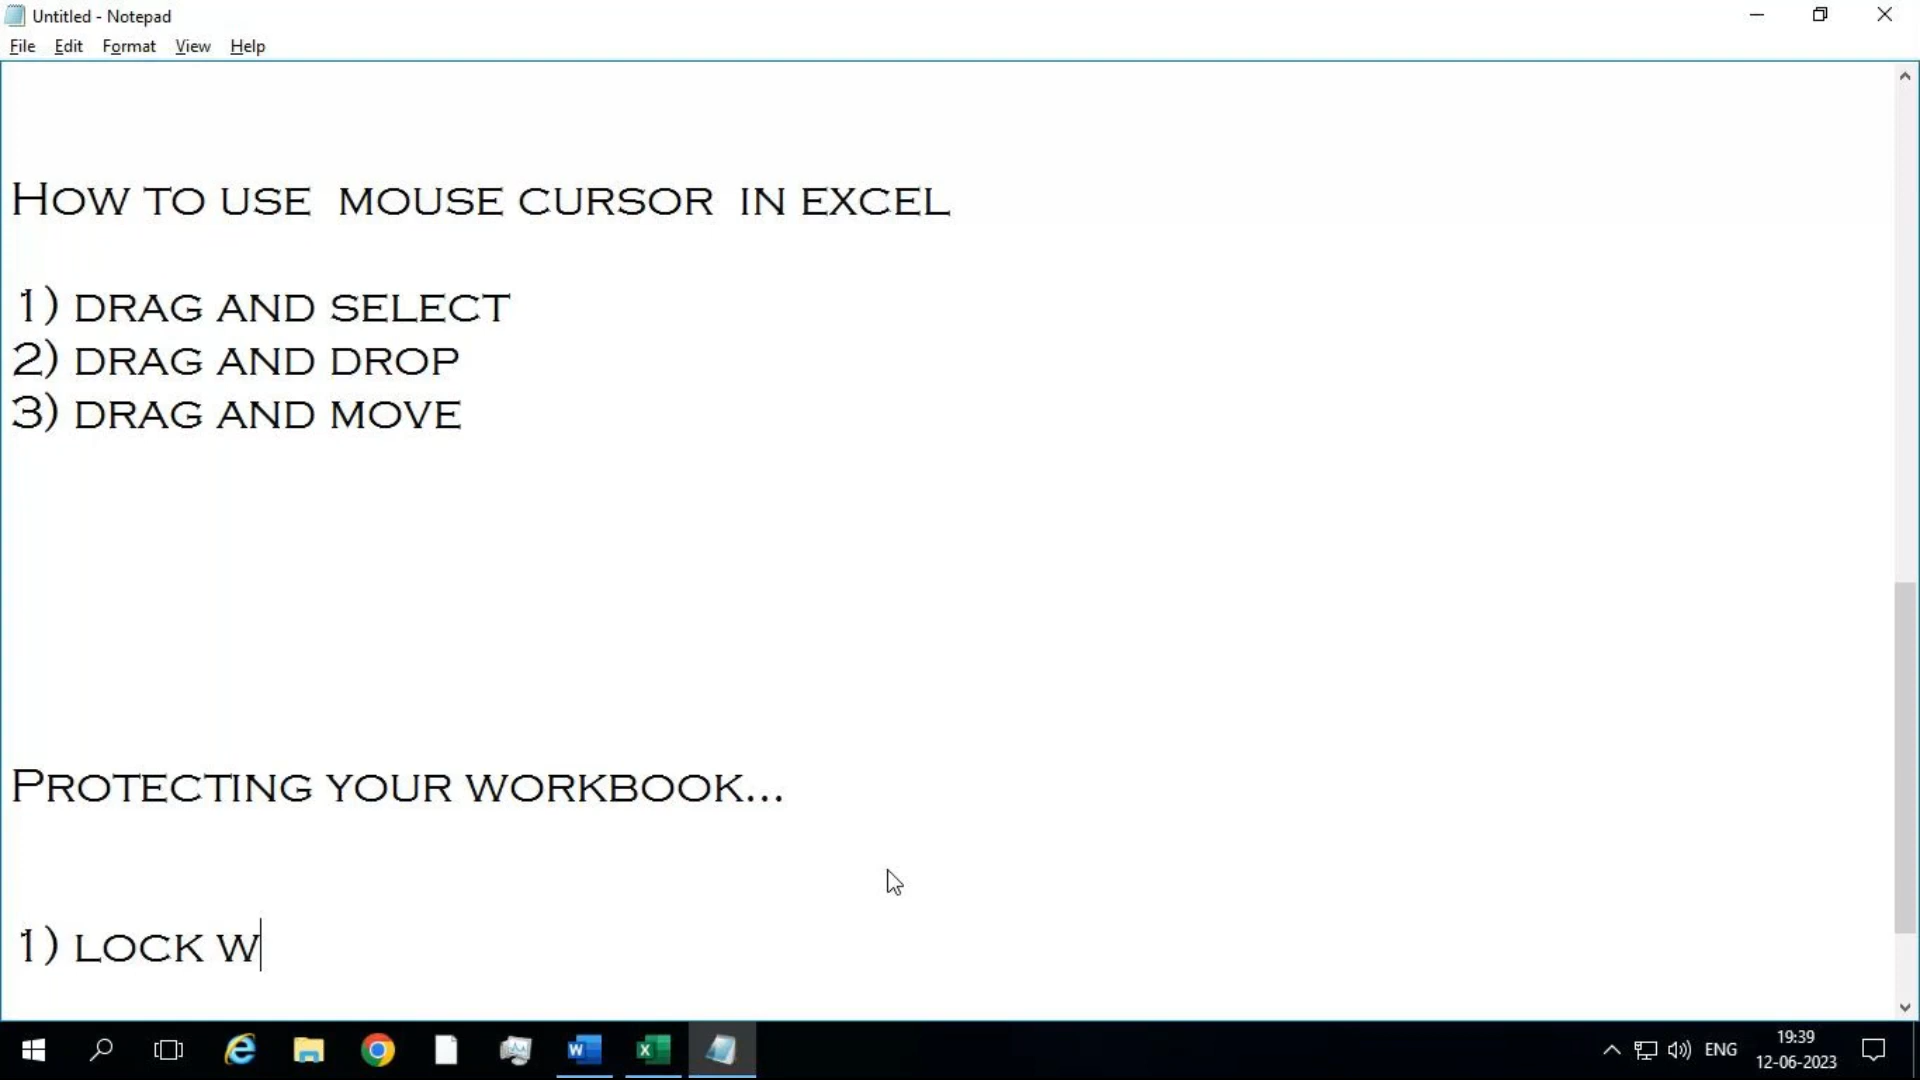 Untitled - Notepad
File Edit Format View Help
How to use  mouse cursor  in excel
1) drag and select
2) drag and drop
3) drag and move
Protecting your workbook...
1) lock w
ENG
19:39
12-06-2023